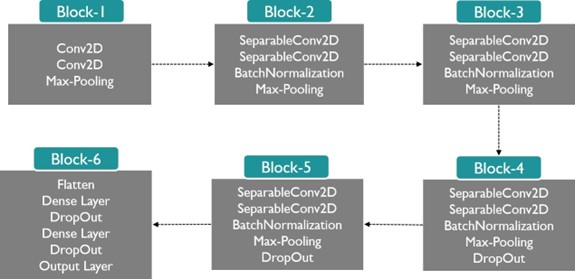 Block-1
Conv2D
Conv2D
Max-Pooling
Block-2
SeparableConv2D
SeparableConv2D
BatchNormalization
Max-Pooling
Block-3
SeparableConv2D
SeparableConv2D
BatchNormalization
Max-Pooling
Block-4
SeparableConv2D
SeparableConv2D
BatchNormalization
Max-Pooling
DropOut
Block-5
SeparableConv2D
SeparableConv2D
BatchNormalization
Max-Pooling
DropOut
Block-6
Flatten
Dense Layer
DropOut
Dense Layer
DropOut
Output Layer